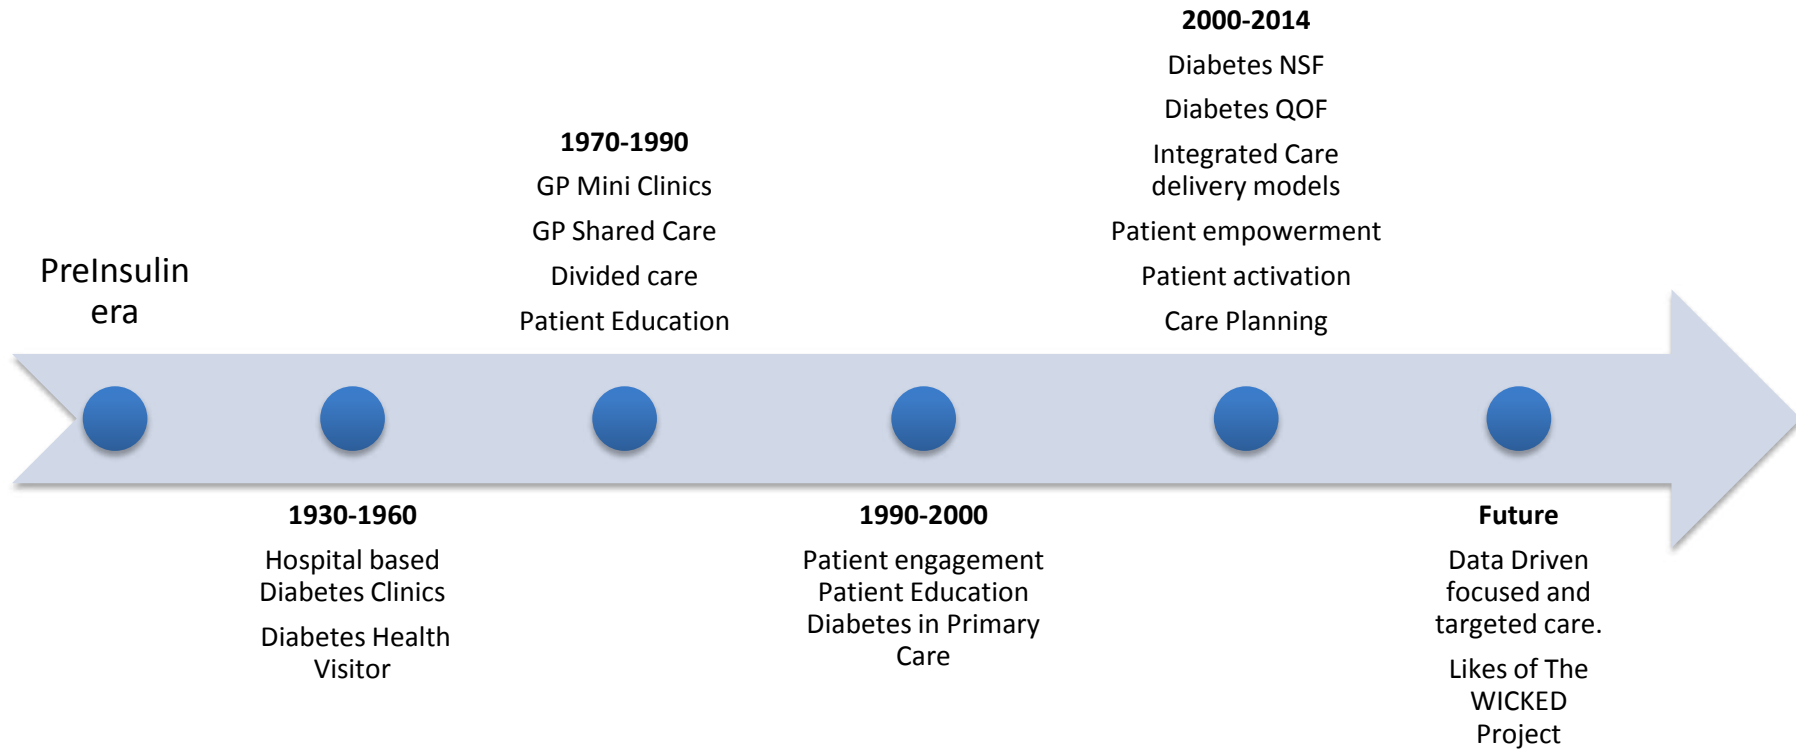 PreInsulin
era
1930-1960
Hospital based
Diabetes Clinics
Diabetes Health
Visitor
1970-1990
GP Mini Clinics
GP Shared Care
Divided care
Patient Education
1990-2000
Patient engagement
Patient Education
Diabetes in Primary
Care
2000-2014
Diabetes NSF
Diabetes QOF
Integrated Care
delivery models
Patient empowerment
Patient activation
Care Planning
Future
Data Driven
focused and
targeted care.
Likes of The
WICKED
Project